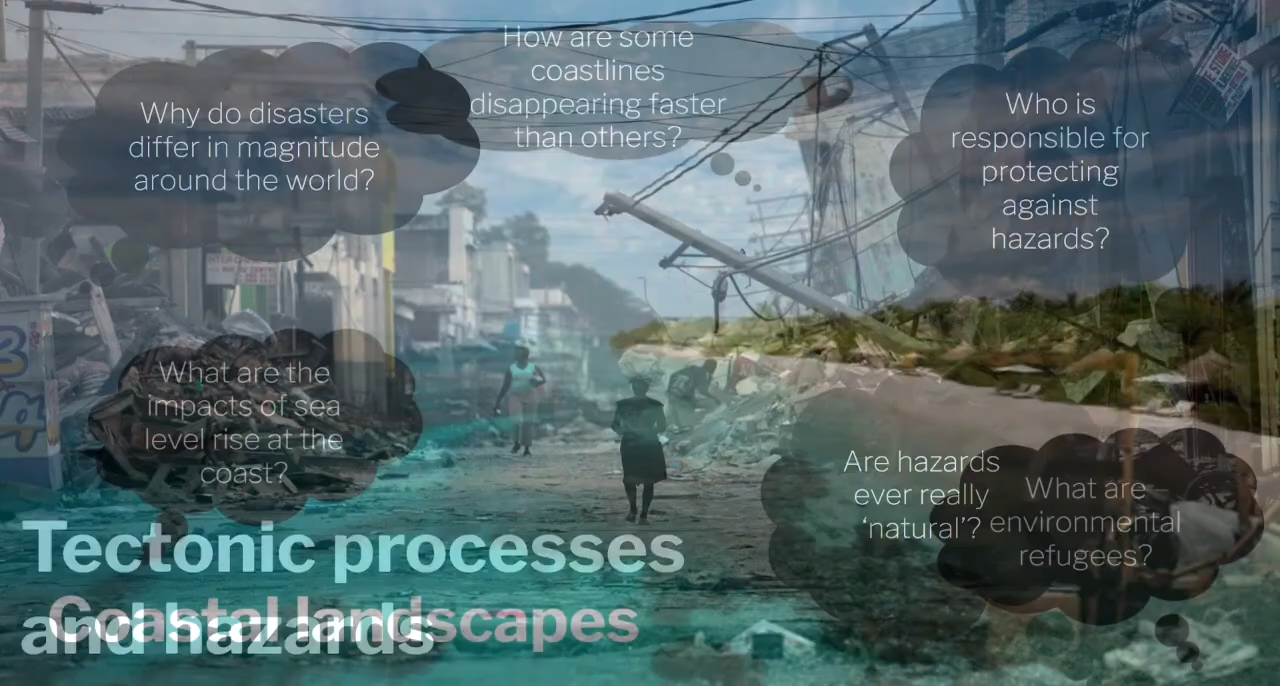 How are some
coastlines
disappearing faster
than others?
Why do disasters
differ in magnitude
around the world?
Who is
responsible for
protecting
against
hazards?
What are the
impacts of sea
level rise at the
coast?
Are hazards
ever really
‘natural’?
What are
environmental
refugees?
Tectonic processes
and hazards
Coastal landscapes